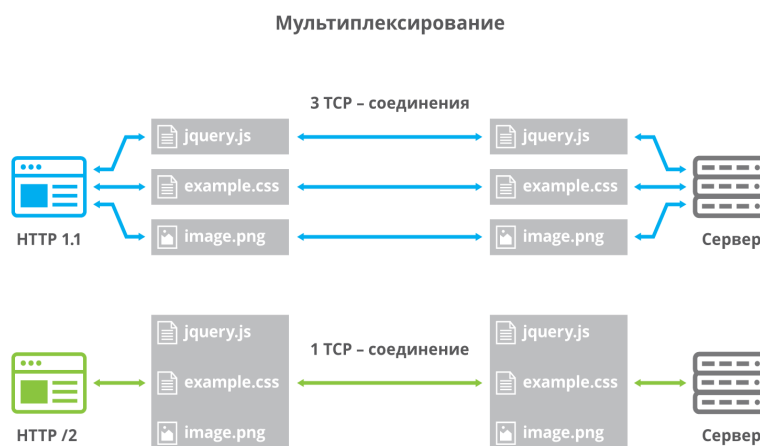 Мультиплексирование
3 TCP – соединения
jquery.js
jquery.js
example.css
example.css
image.png
image.png
HTTP 1.1
Сервер
jquery.js
jquery.js
1 TCP – соединение
example.css
example.css
image.png
image.png
HTTP /2
Сервер